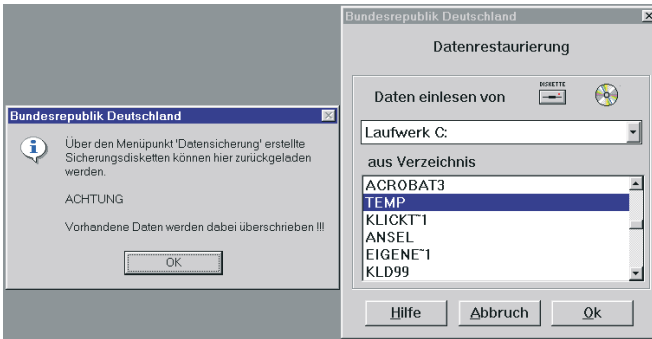 Bundesrepublik Deutschland
Über den Menüpunkt 'Datensicherung' erstellte
Sicherungsdisketten können hier zurückgeladen
werden.
ACHTUNG
Vorhandene Daten werden dabei überschrieben !!!
OK
Bundesrepublik Deutschland
Datenrestaurierung
Daten einlesen von
DISKETTE
Laufwerk C:
aus Verzeichnis
ACROBAT3
TEMP
KLICKT~1
ANSEL
EIGENE~1
KLD99
Hilfe
Abbruch
Ok